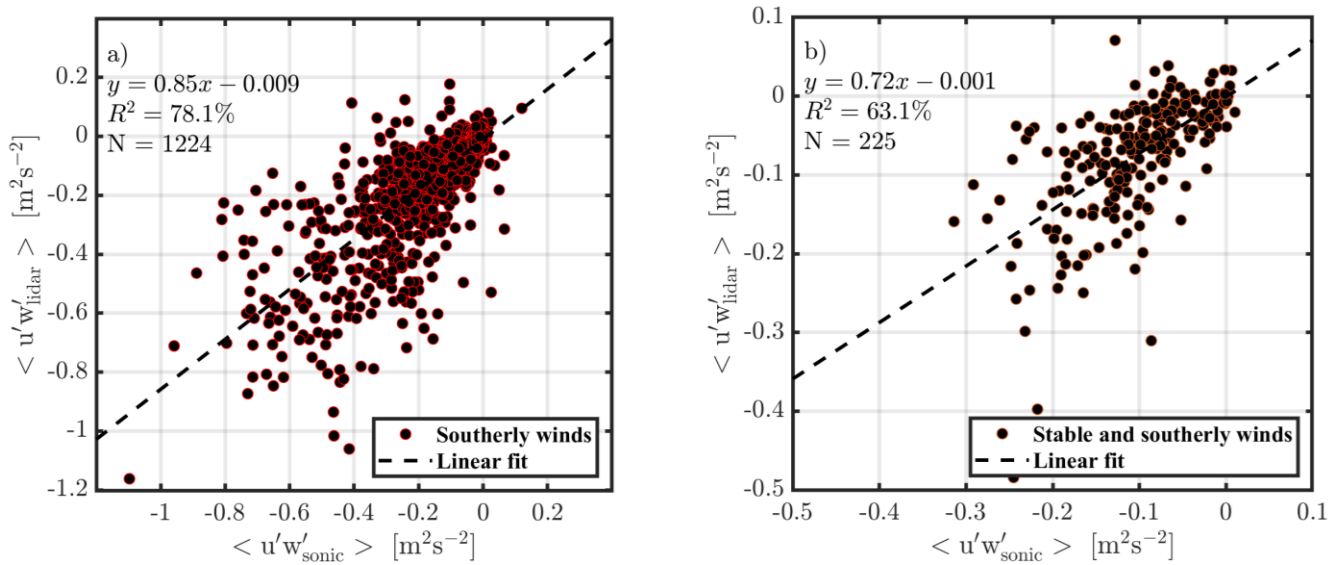 a)
y = 0.85x − 0.009
R² = 78.1%
N = 1224
0.2
0
-0.2
-0.4
-0.6
-0.8
-1
-1.2
< u′w′lidar > [m²s⁻²]
-1
-0.8
-0.6
-0.4
-0.2
0
0.2
< u′w′sonic > [m²s⁻²]
Southerly winds
Linear fit
b)
y = 0.72x − 0.001
R² = 63.1%
N = 225
0.1
0
-0.1
-0.2
-0.3
-0.4
-0.5
< u′w′lidar > [m²s⁻²]
-0.5
-0.4
-0.3
-0.2
-0.1
0
0.1
< u′w′sonic > [m²s⁻²]
Stable and southerly winds
Linear fit